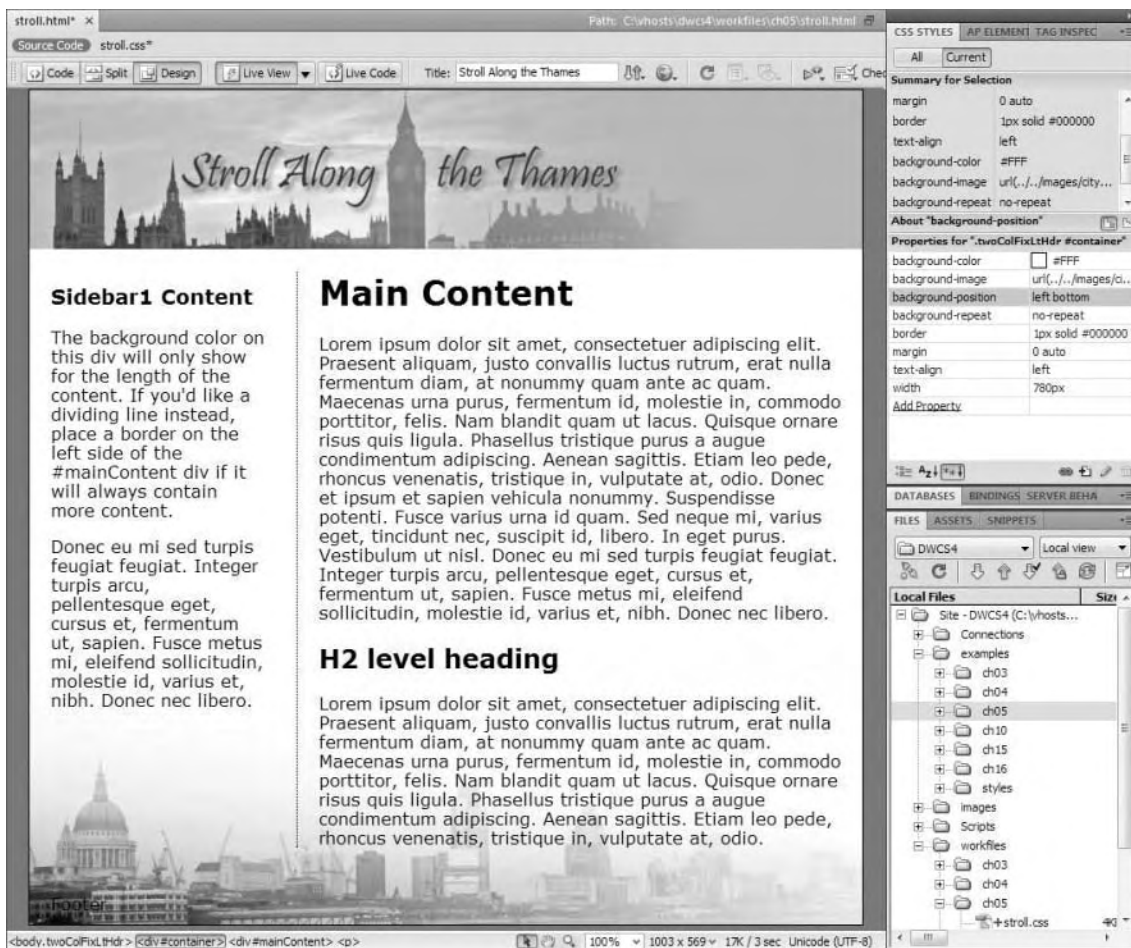 stroll.html* ×
Path: C:\vhosts\dwcs4\workfiles\ch05\stroll.html
Source Code stroll.css*
Code Split Design Live View Live Code Title: Stroll Along the Thames Chec
Stroll Along the Thames
Sidebar1 Content
The background color on
this div will only show
for the length of the
content. If you'd like a
dividing line instead,
place a border on the
left side of the
#mainContent div if it
will always contain
more content.
Donec eu mi sed turpis
feugiat feugiat. Integer
turpis arcu,
pellentesque eget,
cursus et, fermentum
ut, sapien. Fusce metus
mi, eleifend sollicitudin,
molestie id, varius et,
nibh. Donec nec libero.
Main Content
Lorem ipsum dolor sit amet, consectetuer adipiscing elit.
Praesent aliquam, justo convallis luctus rutrum, erat nulla
fermentum diam, at nonummy quam ante ac quam.
Maecenas urna purus, fermentum id, molestie in, commodo
porttitor, felis. Nam blandit quam ut lacus. Quisque ornare
risus quis ligula. Phasellus tristique purus a augue
condimentum adipiscing. Aenean sagittis. Etiam leo pede,
rhoncus venenatis, tristique in, vulputate at, odio. Donec
et ipsum et sapien vehicula nonummy. Suspendisse
potenti. Fusce varius urna id quam. Sed neque mi, varius
eget, tincidunt nec, suscipit id, libero. In eget purus.
Vestibulum ut nisl. Donec eu mi sed turpis feugiat feugiat.
Integer turpis arcu, pellentesque eget, cursus et,
fermentum ut, sapien. Fusce metus mi, eleifend
sollicitudin, molestie id, varius et, nibh. Donec nec libero.
H2 level heading
Lorem ipsum dolor sit amet, consectetuer adipiscing elit.
Praesent aliquam, justo convallis luctus rutrum, erat nulla
fermentum diam, at nonummy quam ante ac quam.
Maecenas urna purus, fermentum id, molestie in, commodo
porttitor, felis. Nam blandit quam ut lacus. Quisque ornare
risus quis ligula. Phasellus tristique purus a augue
condimentum adipiscing. Aenean sagittis. Etiam leo pede,
rhoncus venenatis, tristique in, vulputate at, odio.
Footer
<body.twoColFixLtHdr> <div#container> <div#mainContent> <p>
100% 1003 x 569 17K / 3 sec Unicode (UTF-8)
CSS STYLES AP ELEMENT TAG INSPEC
All Current
Summary for Selection
margin 0 auto
border 1px solid #000000
text-align left
background-color #FFF
background-image url(../../images/city...
background-repeat no-repeat
About "background-position"
Properties for ".twoColFixLtHdr #container"
background-color #FFF
background-image url(../../images/ci...
background-position left bottom
background-repeat no-repeat
border 1px solid #000000
margin 0 auto
text-align left
width 780px
Add Property
DATABASES BINDINGS SERVER BEHA
FILES ASSETS SNIPPETS
DWCS4 Local view
Local Files Size
Site - DWCS4 (C:\vhosts...
Connections
examples
ch03
ch04
ch05
ch10
ch15
ch16
styles
images
Scripts
workfiles
ch03
ch04
ch05
stroll.css